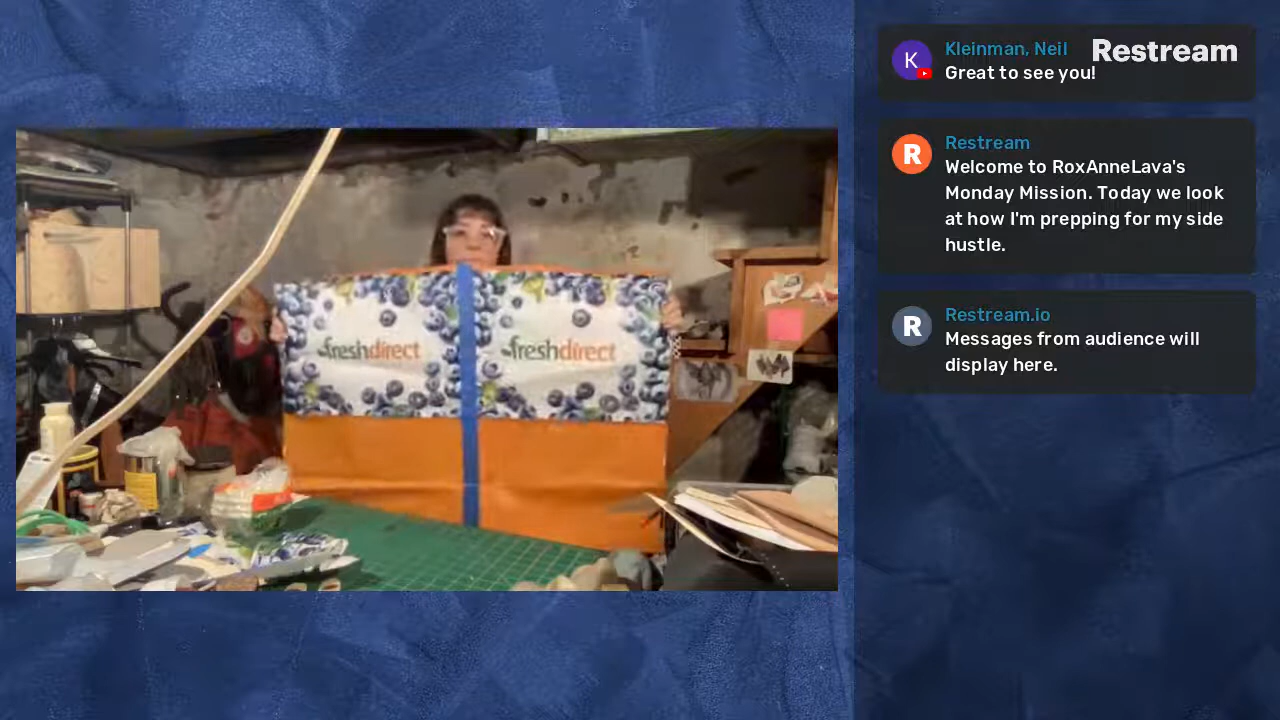 Kleinman, Neil
Restream
Great to see you!
Restream
Welcome to RoxAnneLava's
Monday Mission. Today we look
at how I'm prepping for my side
hustle.
Restream.io
Messages from audience will
display here.
freshdirect
freshdirect
K
R
R